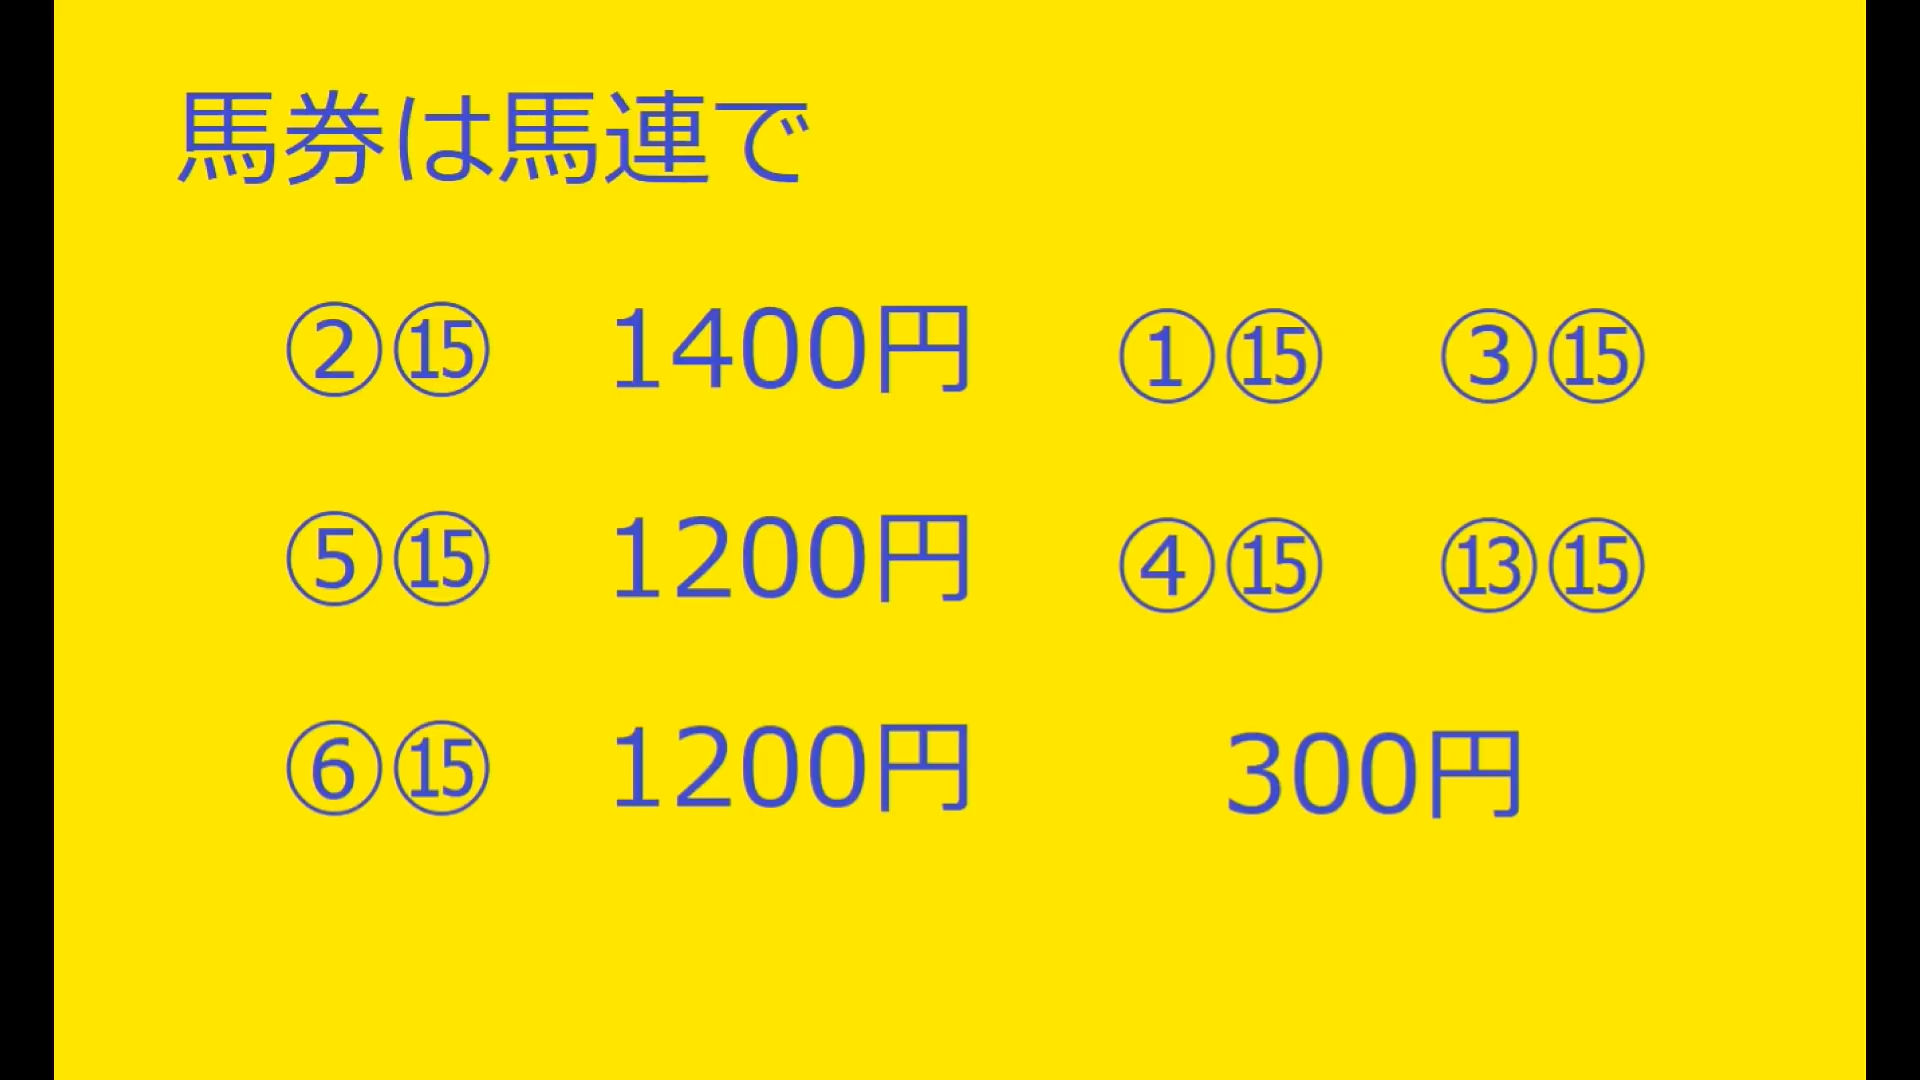 馬券は馬連で
②⑮　1400円　①⑮　③⑮
⑤⑮　1200円　④⑮　⑬⑮
⑥⑮　1200円　300円